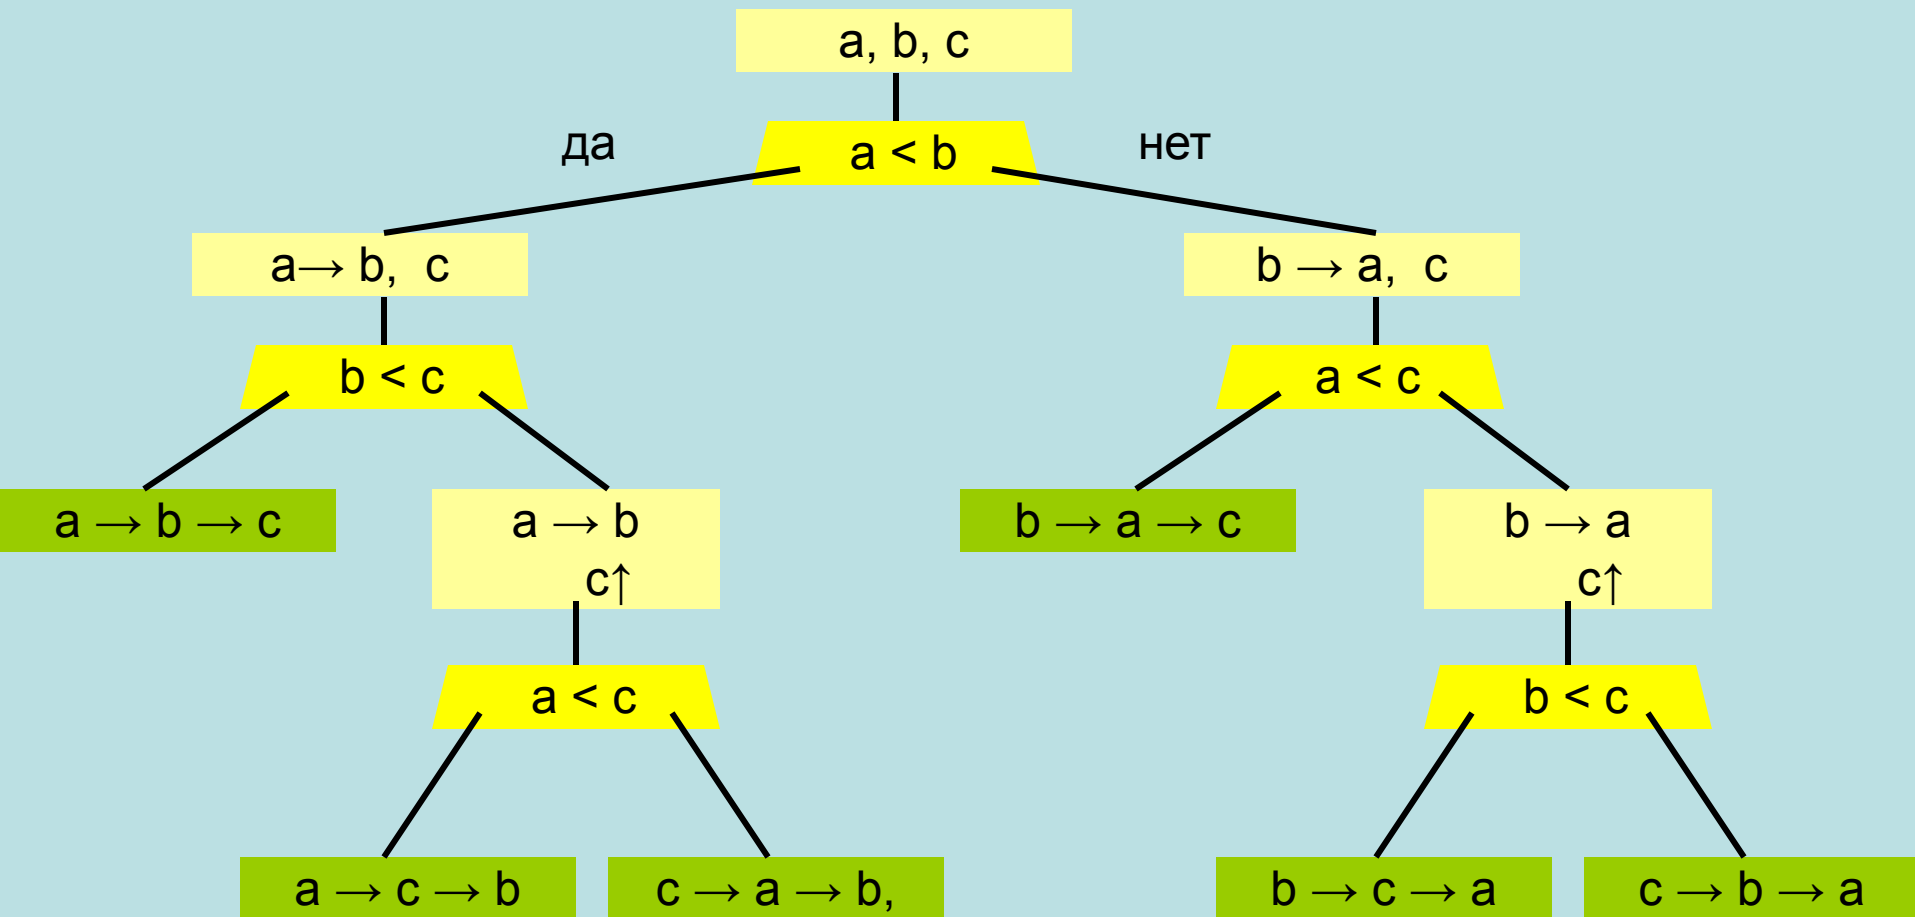 a, b, c
да
a < b
нет
a→ b,  c
b → a,  c
b < c
a < c
a → b → c
a → b
c↑
b → a → c
b → a
c↑
a < c
b < c
a → c → b
c → a → b,
b → c → a
c → b → a